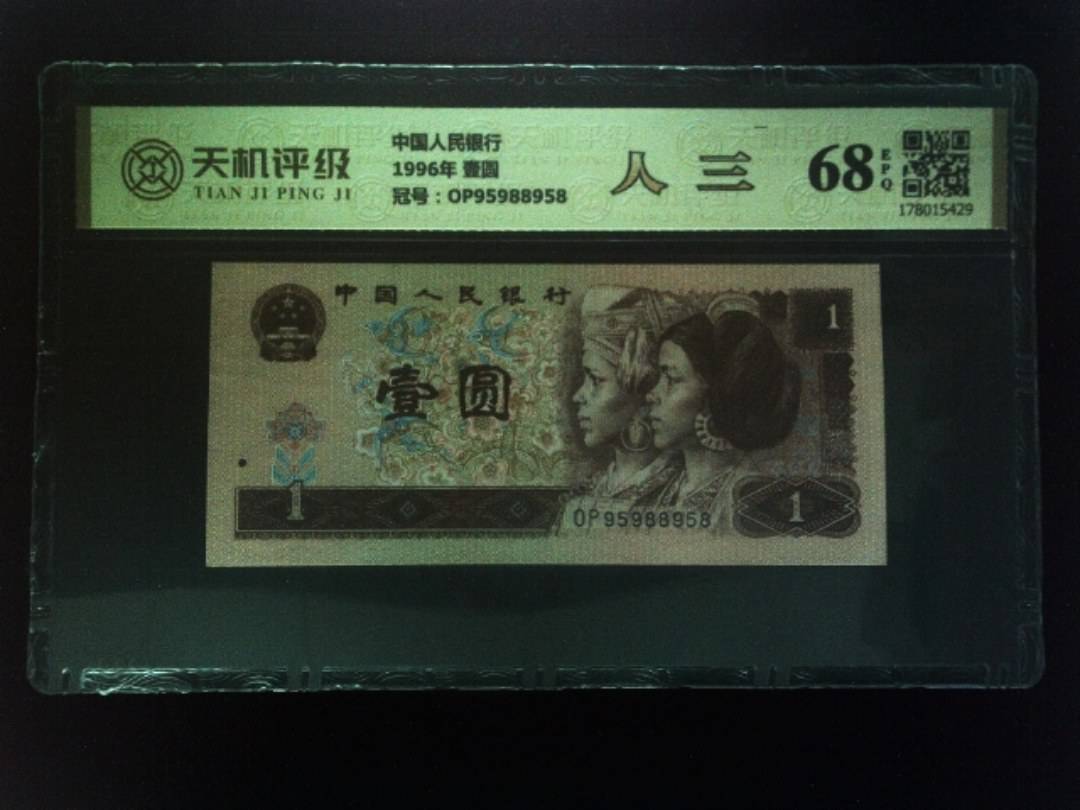 天机评级
TIAN JI PING JI
中国人民银行
1996年 壹圆
冠号：OP95988958
人 三
68
EPQ
178015429
中国人民银行
1
壹圆
1
OP95988958
1